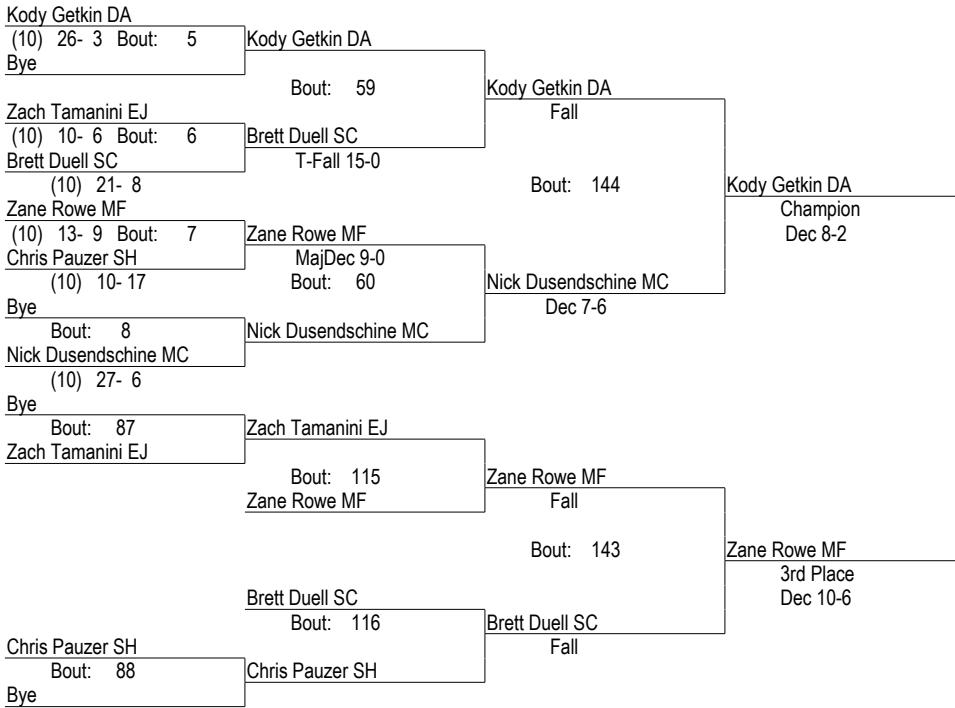 Kody Getkin DA
(10) 26- 3 Bout: 5
Kody Getkin DA
Bye
Bout: 59
Kody Getkin DA
Zach Tamanini EJ
Fall
(10) 10- 6 Bout: 6
Brett Duell SC
Brett Duell SC
T-Fall 15-0
(10) 21- 8
Bout: 144
Kody Getkin DA
Zane Rowe MF
Champion
(10) 13- 9 Bout: 7
Zane Rowe MF
Dec 8-2
Chris Pauzer SH
MajDec 9-0
(10) 10- 17
Bout: 60
Nick Dusendschine MC
Bye
Dec 7-6
Bout: 8
Nick Dusendschine MC
Nick Dusendschine MC
(10) 27- 6
Bye
Bout: 87
Zach Tamanini EJ
Zach Tamanini EJ
Bout: 115
Zane Rowe MF
Zane Rowe MF
Fall
Bout: 143
Zane Rowe MF
3rd Place
Brett Duell SC
Dec 10-6
Bout: 116
Brett Duell SC
Chris Pauzer SH
Fall
Bout: 88
Chris Pauzer SH
Bye